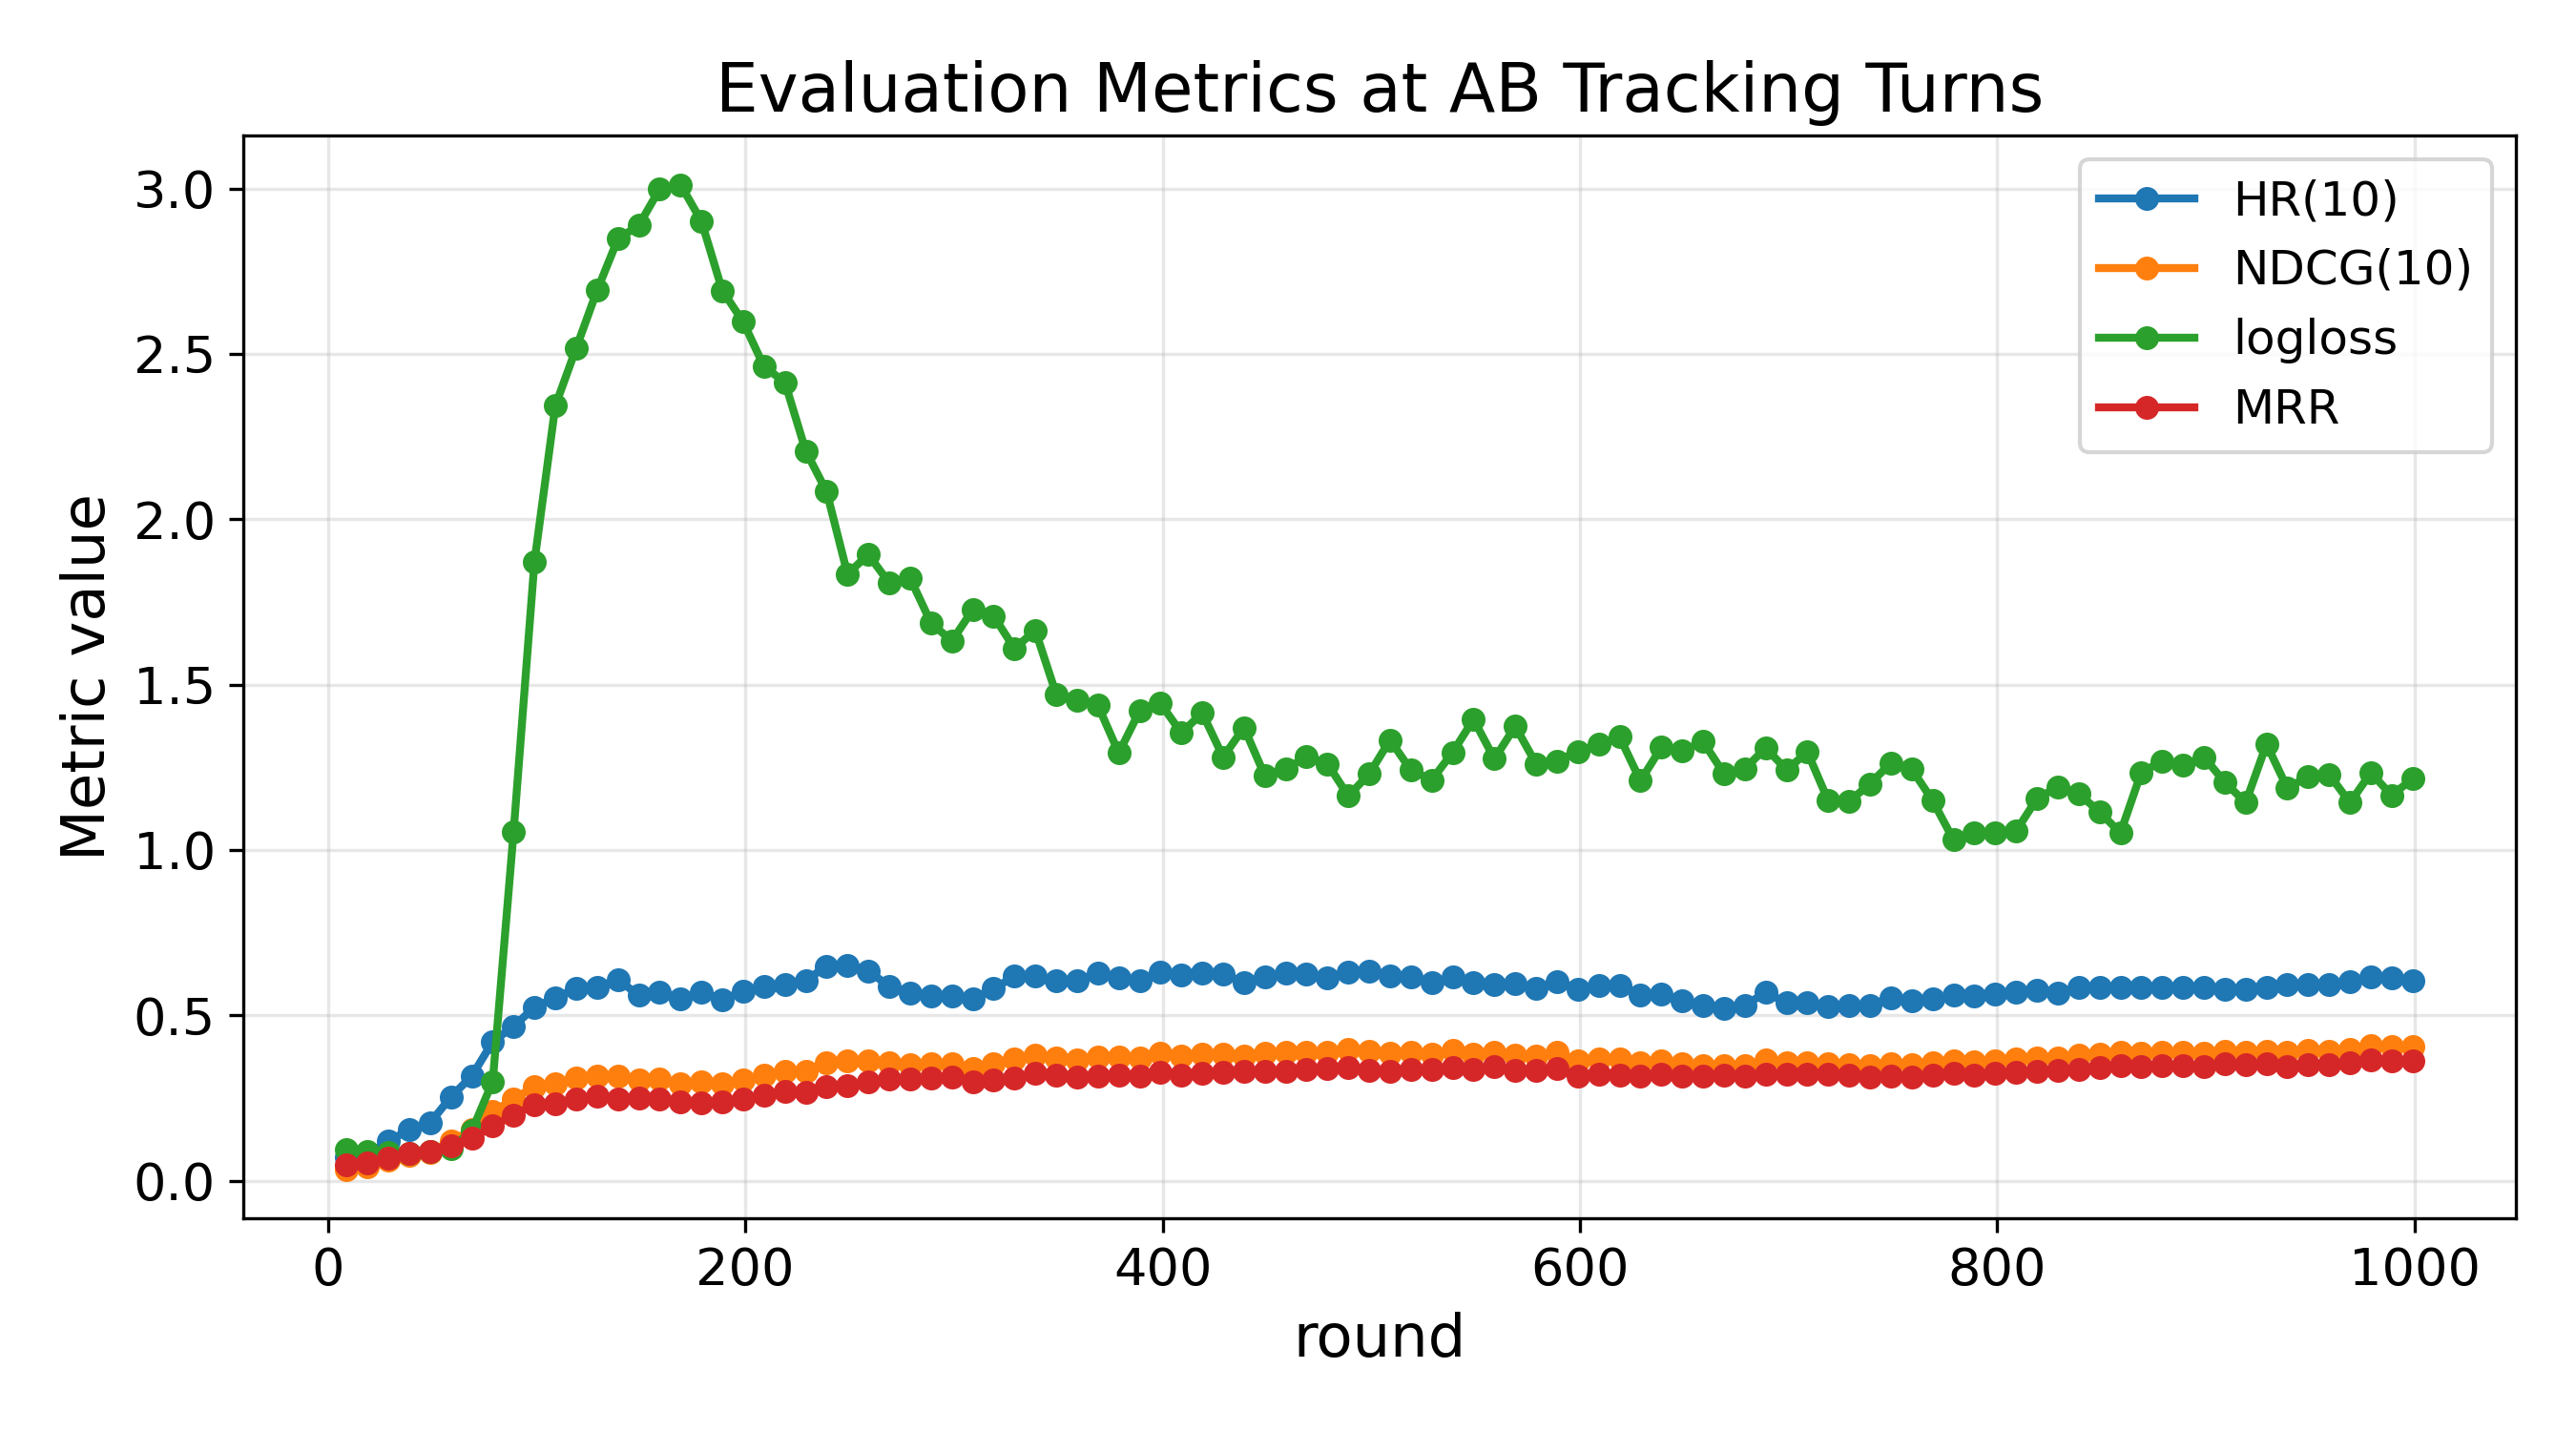 Evaluation Metrics at AB Tracking Turns
HR(10)
NDCG(10)
logloss
MRR
Metric value
3.0
2.5
2.0
1.5
1.0
0.5
0.0
0 200 400 600 800 1000
round